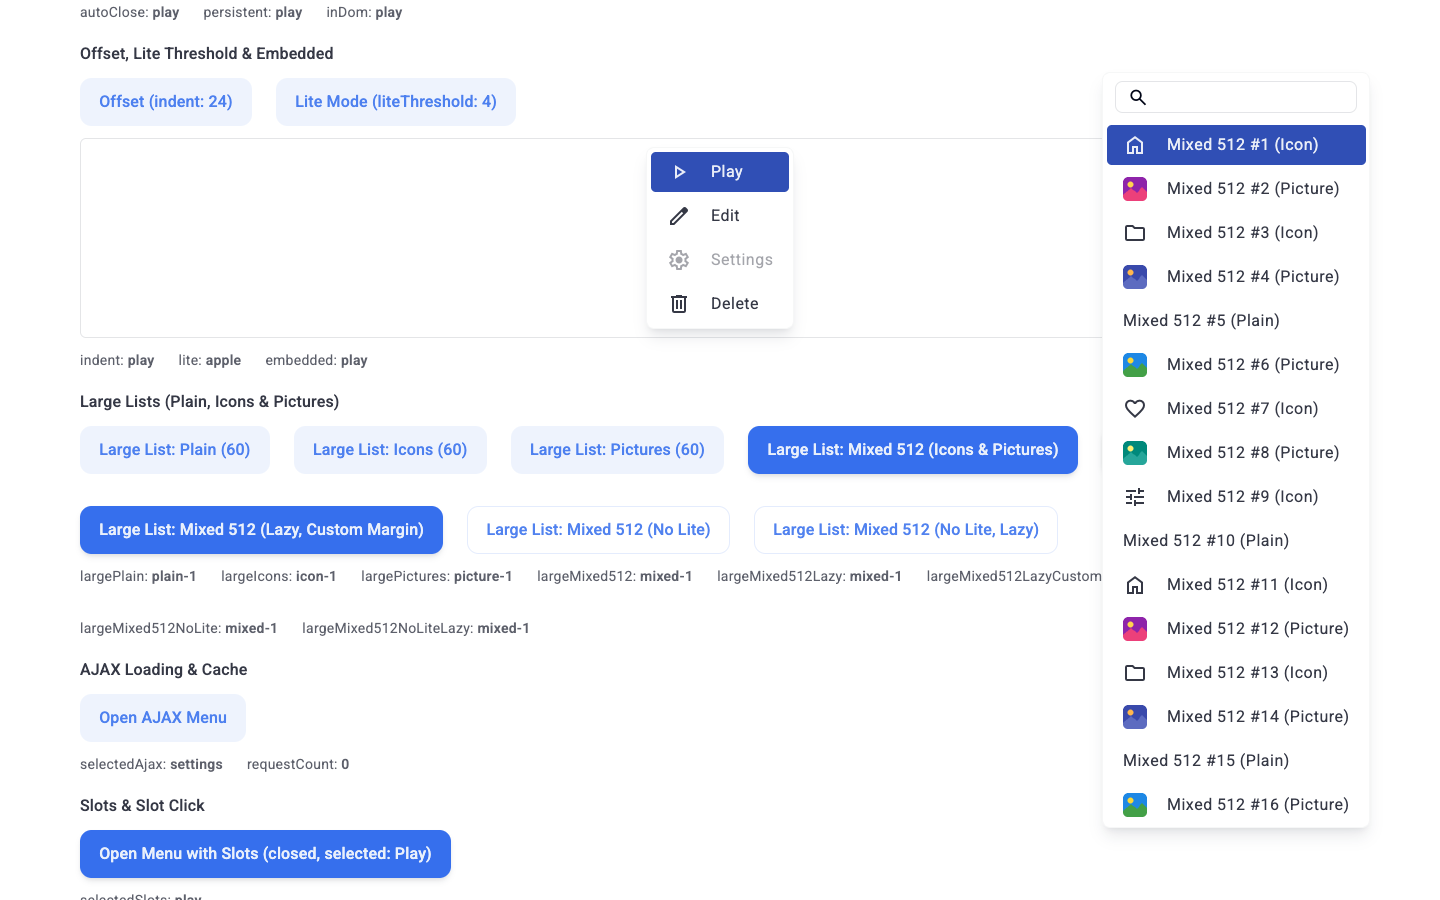 autoClose: play persistent: play inDom: play
Offset, Lite Threshold & Embedded
Offset (indent: 24) Lite Mode (liteThreshold: 4)
Play
Edit
Settings
Delete
indent: play lite: apple embedded: play
Large Lists (Plain, Icons & Pictures)
Large List: Plain (60) Large List: Icons (60) Large List: Pictures (60) Large List: Mixed 512 (Icons & Pictures)
Large List: Mixed 512 (Lazy, Custom Margin) Large List: Mixed 512 (No Lite) Large List: Mixed 512 (No Lite, Lazy)
largePlain: plain-1 largeIcons: icon-1 largePictures: picture-1 largeMixed512: mixed-1 largeMixed512Lazy: mixed-1 largeMixed512LazyCustom
largeMixed512NoLite: mixed-1 largeMixed512NoLiteLazy: mixed-1
AJAX Loading & Cache
Open AJAX Menu
selectedAjax: settings requestCount: 0
Slots & Slot Click
Open Menu with Slots (closed, selected: Play)
selectedSlots: play
Mixed 512 #1 (Icon)
Mixed 512 #2 (Picture)
Mixed 512 #3 (Icon)
Mixed 512 #4 (Picture)
Mixed 512 #5 (Plain)
Mixed 512 #6 (Picture)
Mixed 512 #7 (Icon)
Mixed 512 #8 (Picture)
Mixed 512 #9 (Icon)
Mixed 512 #10 (Plain)
Mixed 512 #11 (Icon)
Mixed 512 #12 (Picture)
Mixed 512 #13 (Icon)
Mixed 512 #14 (Picture)
Mixed 512 #15 (Plain)
Mixed 512 #16 (Picture)